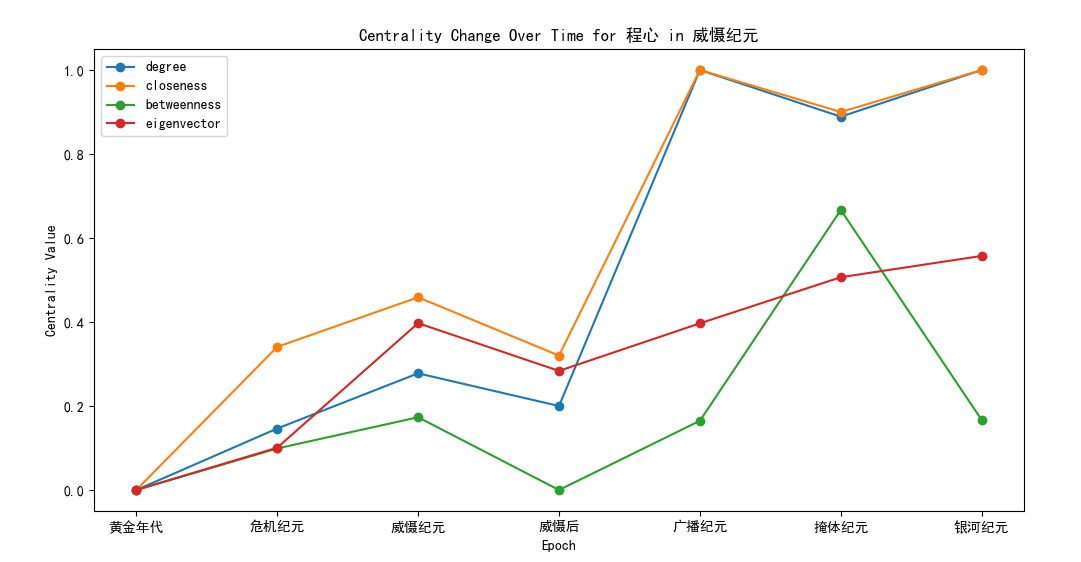 Centrality Change Over Time for 程心 in 威慑纪元
degree
closeness
betweenness
eigenvector
1.0
0.8
0.6
0.4
0.2
0.0
Centrality Value
黄金年代 危机纪元 威慑纪元 威慑后 广播纪元 掩体纪元 银河纪元
Epoch